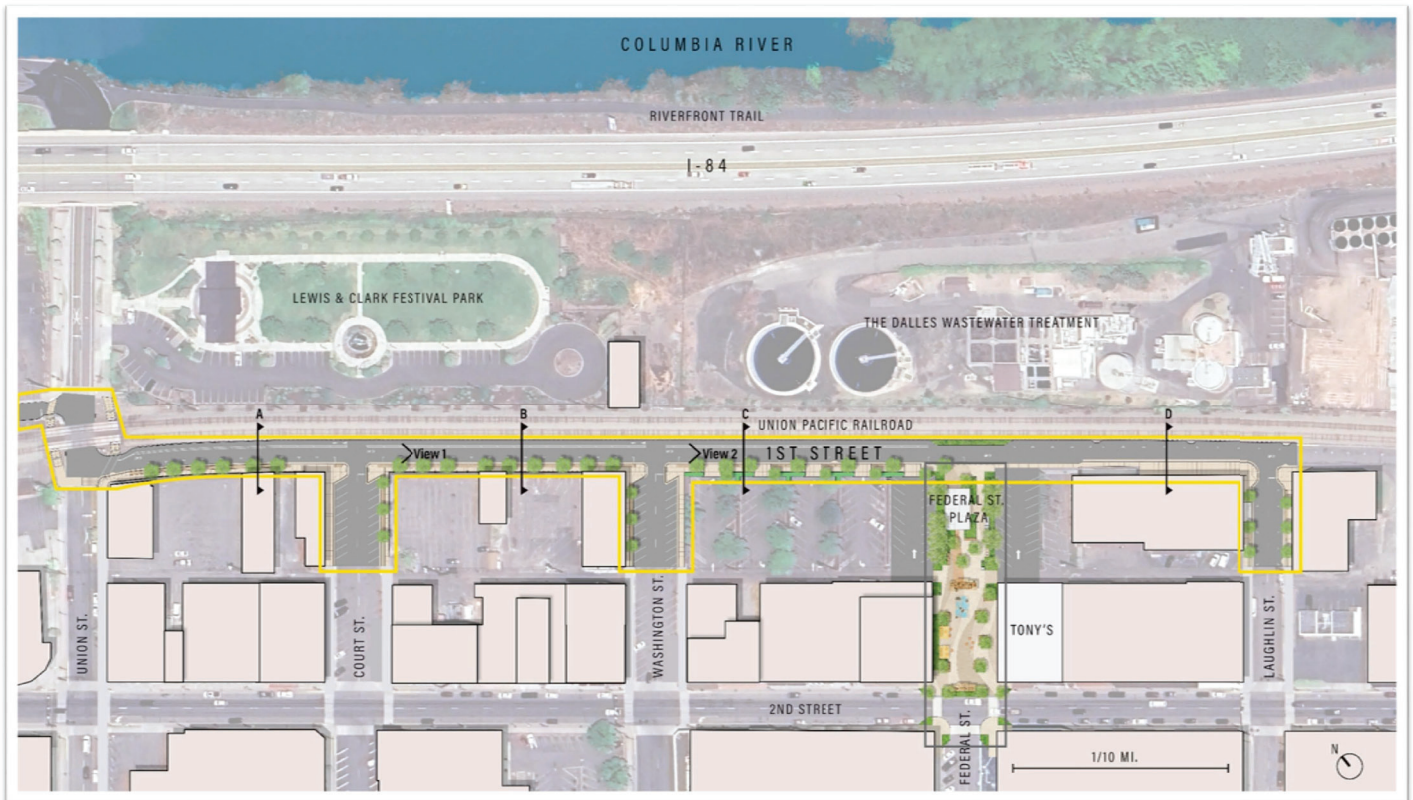 COLUMBIA RIVER
RIVERFRONT TRAIL
I-84
LEWIS & CLARK FESTIVAL PARK
THE DALLES WASTEWATER TREATMENT
A
B
C
D
UNION PACIFIC RAILROAD
View 1
View 2
1ST STREET
FEDERAL ST.
PLAZA
UNION ST.
COURT ST.
WASHINGTON ST.
TONY'S
LAUGHLIN ST.
2ND STREET
FEDERAL ST.
1/10 MI.
N